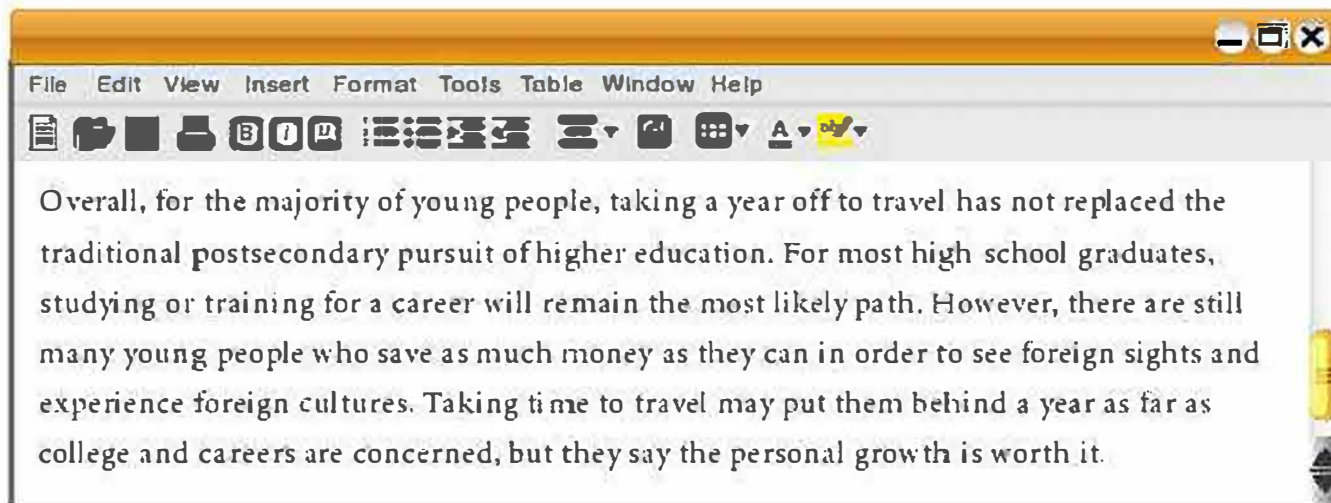 File Edit View Insert Format Tools Table Window Help
Overall, for the majority of young people, taking a year off to travel has not replaced the
traditional postsecondary pursuit of higher education. For most high school graduates,
studying or training for a career will remain the most likely path. However, there are still
many young people who save as much money as they can in order to see foreign sights and
experience foreign cultures. Taking time to travel may put them behind a year as far as
college and careers are concerned, but they say the personal growth is worth it.